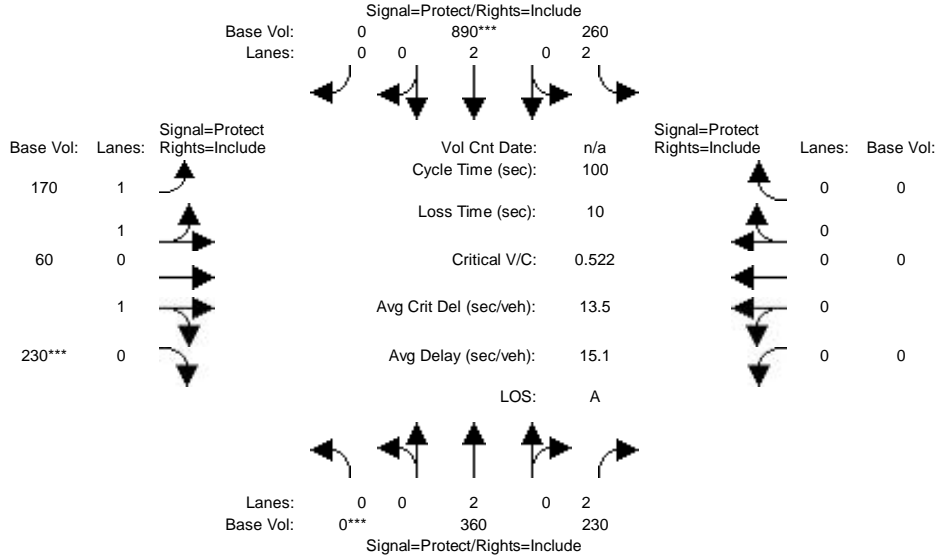 Signal=Protect/Rights=Include
Base Vol: 0 890*** 260
Lanes: 0 0 2 0 2
Signal=Protect
Base Vol: Lanes: Rights=Include
Vol Cnt Date: n/a
Signal=Protect
Rights=Include Lanes: Base Vol:
Cycle Time (sec): 100
170 1
0 0
Loss Time (sec): 10
1
0
60 0
Critical V/C: 0.522
0 0
1
Avg Crit Del (sec/veh): 13.5
0
230*** 0
Avg Delay (sec/veh): 15.1
0 0
LOS: A
Lanes: 0 0 2 0 2
Base Vol: 0*** 360 230
Signal=Protect/Rights=Include